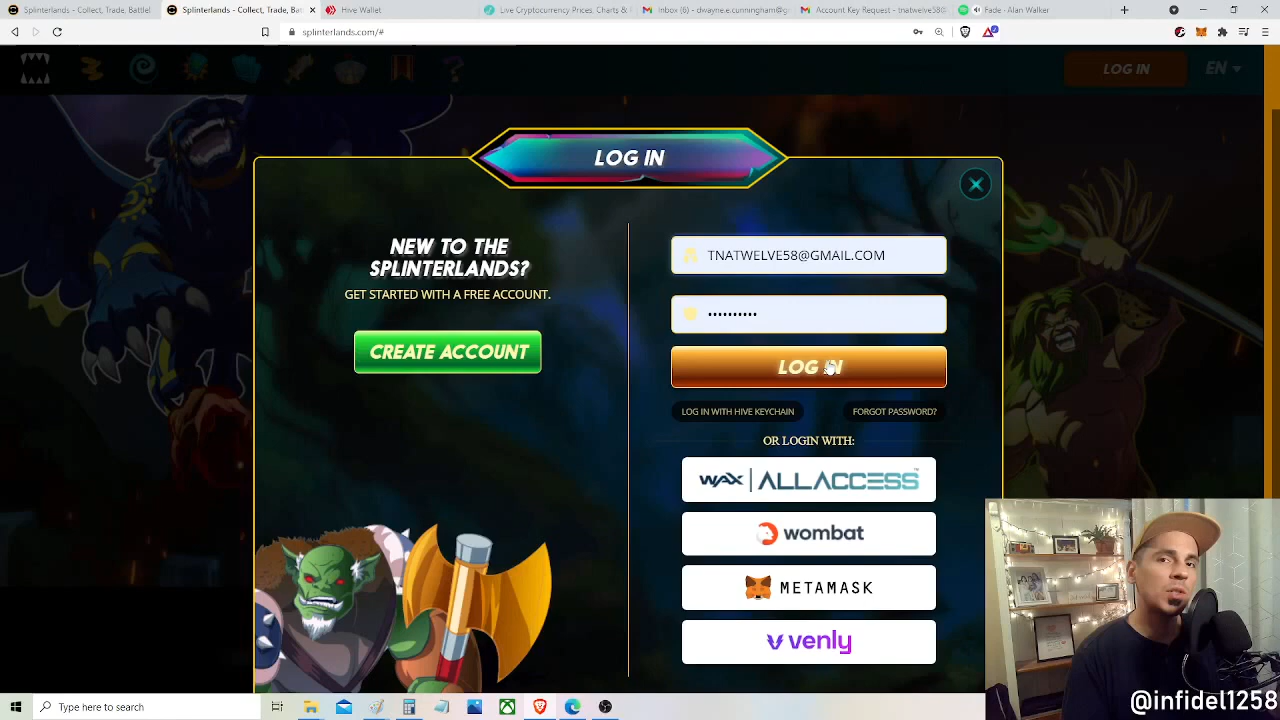 Splinterlands - Collect, Trade, Battle!
Splinterlands - Collect, Trade, Batt
Hive Wallet
Live Cryptocurrency Prices, Charts &
Inbox (6) - dwayne.e.cunningham@g
Account Key Request - tnatwelve58@
Fade - Alan Walker
splinterlands.com/#
LOG IN
EN
LOG IN
NEW TO THE
SPLINTERLANDS?
GET STARTED WITH A FREE ACCOUNT.
CREATE ACCOUNT
TNATWELVE58@GMAIL.COM
••••••••••
LOG IN
LOG IN WITH HIVE KEYCHAIN
FORGOT PASSWORD?
OR LOGIN WITH:
WAX | ALL ACCESS™
wombat
METAMASK
venly
Type here to search
@infidel1258